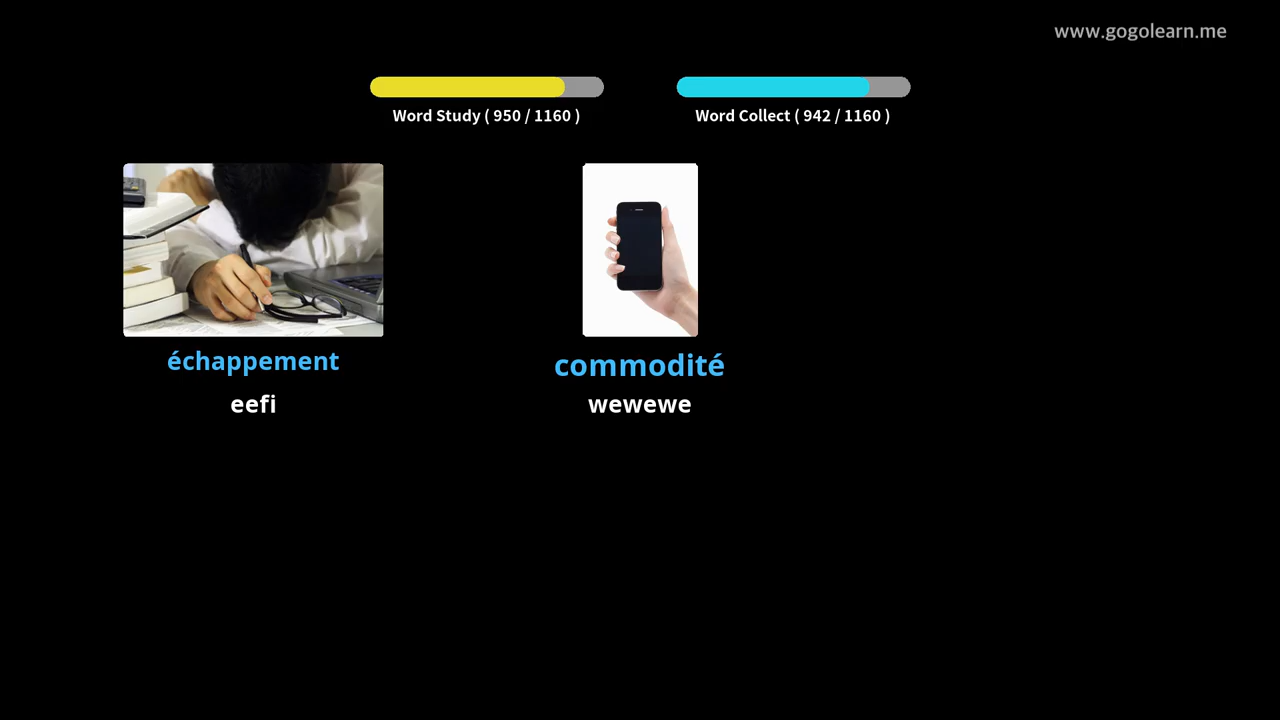 www.gogolearn.me
Word Study ( 950 / 1160 )
Word Collect ( 942 / 1160 )
échappement
commodité
eefi
wewewe